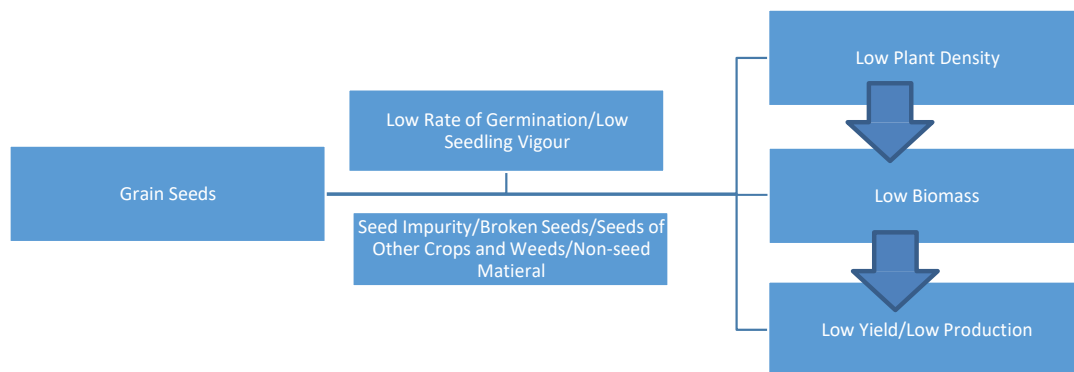 Grain Seeds
Low Rate of Germination/Low
Seedling Vigour
Seed Impurity/Broken Seeds/Seeds of
Other Crops and Weeds/Non-seed
Matieral
Low Plant Density
Low Biomass
Low Yield/Low Production